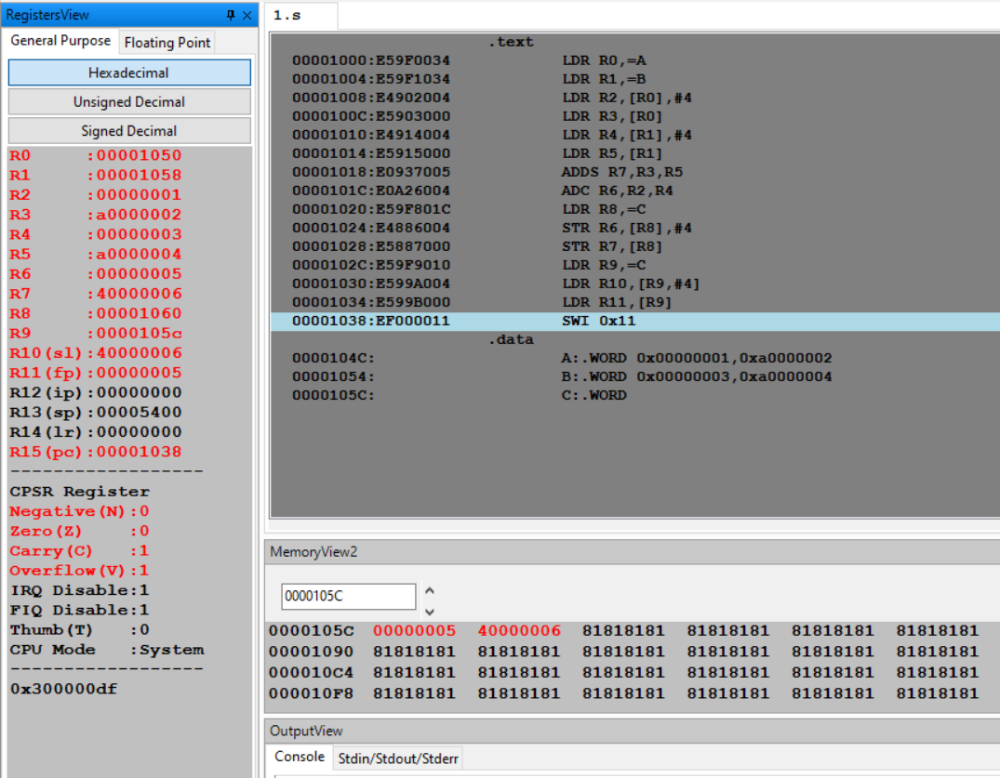 RegistersView
General Purpose Floating Point
Hexadecimal
Unsigned Decimal
Signed Decimal
R0 :00001050
R1 :00001058
R2 :00000001
R3 :a0000002
R4 :00000003
R5 :a0000004
R6 :00000005
R7 :40000006
R8 :00001060
R9 :0000105c
R10(sl):40000006
R11(fp):00000005
R12(ip):00000000
R13(sp):00005400
R14(lr):00000000
R15(pc):00001038
-------------------
CPSR Register
Negative(N):0
Zero(Z) :0
Carry(C) :1
Overflow(V):1
IRQ Disable:1
FIQ Disable:1
Thumb(T) :0
CPU Mode :System
-------------------
0x300000df
1.s
.text
00001000:E59F0034 LDR R0,=A
00001004:E59F1034 LDR R1,=B
00001008:E4902004 LDR R2,[R0],#4
0000100C:E5903000 LDR R3,[R0]
00001010:E4914004 LDR R4,[R1],#4
00001014:E5915000 LDR R5,[R1]
00001018:E0937005 ADDS R7,R3,R5
0000101C:E0A26004 ADC R6,R2,R4
00001020:E59F801C LDR R8,=C
00001024:E4886004 STR R6,[R8],#4
00001028:E5887000 STR R7,[R8]
0000102C:E59F9010 LDR R9,=C
00001030:E599A004 LDR R10,[R9,#4]
00001034:E599B000 LDR R11,[R9]
00001038:EF000011 SWI 0x11
.data
0000104C: A:.WORD 0x00000001,0xa0000002
00001054: B:.WORD 0x00000003,0xa0000004
0000105C: C:.WORD
MemoryView2
0000105C
0000105C 00000005 40000006 81818181 81818181 81818181 81818181
00001090 81818181 81818181 81818181 81818181 81818181 81818181
000010C4 81818181 81818181 81818181 81818181 81818181 81818181
000010F8 81818181 81818181 81818181 81818181 81818181 81818181
OutputView
Console Stdin/Stdout/Stderr